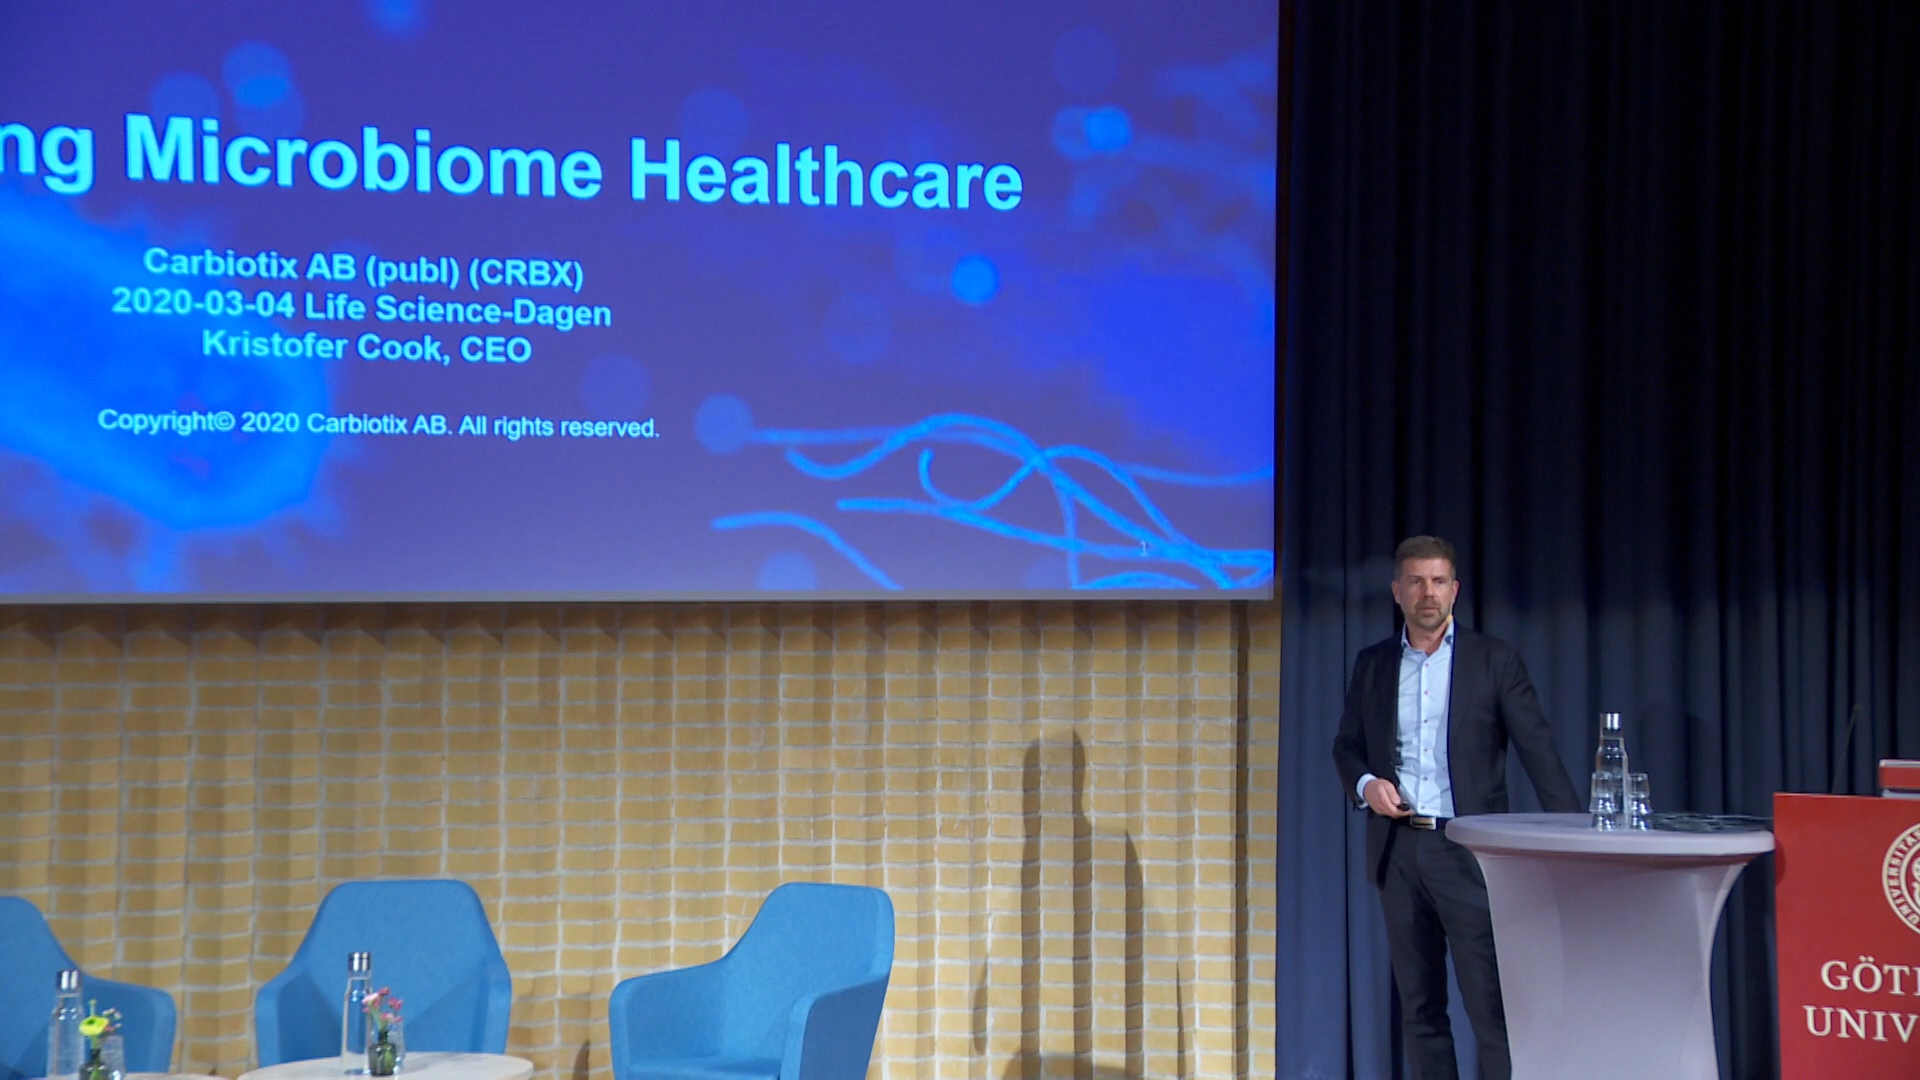 ng Microbiome Healthcare
Carbiotix AB (publ) (CRBX)
2020-03-04 Life Science-Dagen
Kristofer Cook, CEO
Copyright© 2020 Carbiotix AB. All rights reserved.
1
GÖT
UNIV